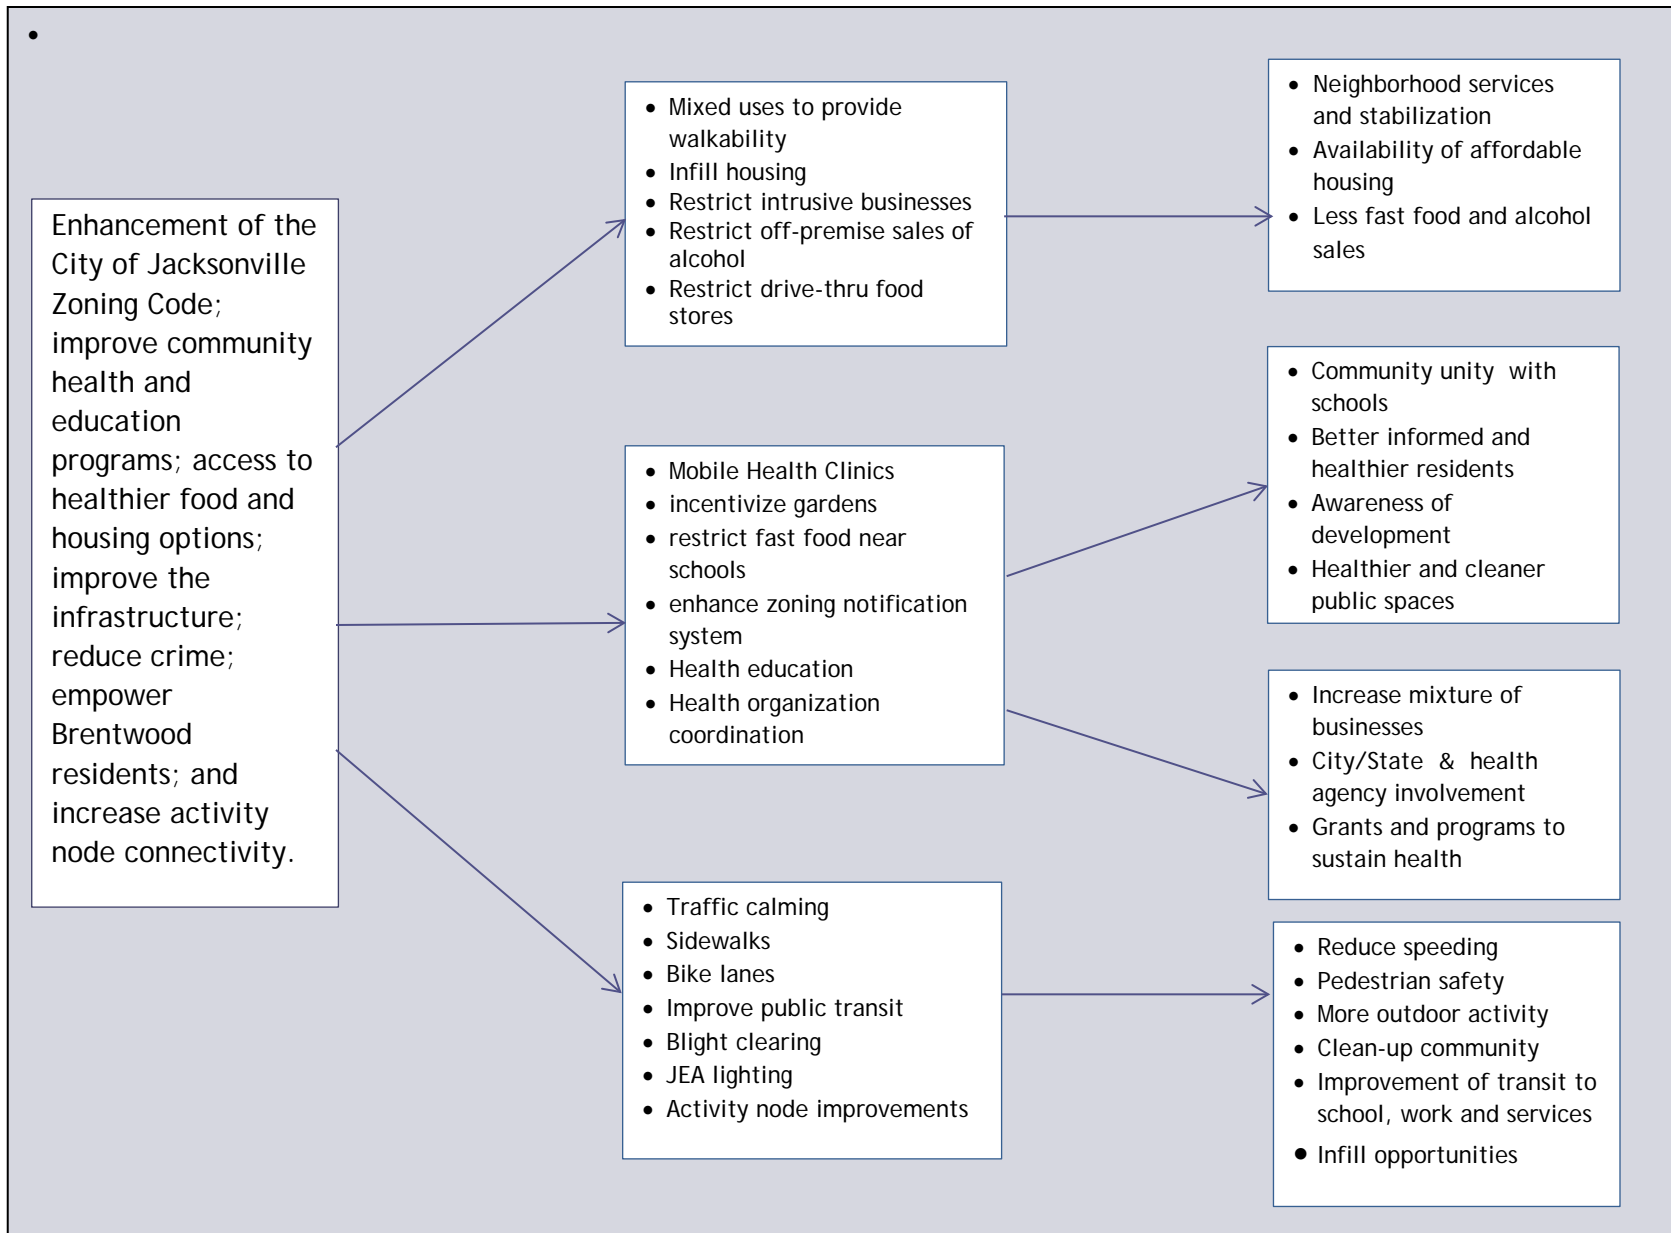 •
Enhancement of the
City of Jacksonville
Zoning Code;
improve community
health and
education
programs; access to
healthier food and
housing options;
improve the
infrastructure;
reduce crime;
empower
Brentwood
residents; and
increase activity
node connectivity.
• Mixed uses to provide
walkability
• Infill housing
• Restrict intrusive businesses
• Restrict off-premise sales of
alcohol
• Restrict drive-thru food
stores
• Mobile Health Clinics
• incentivize gardens
• restrict fast food near
schools
• enhance zoning notification
system
• Health education
• Health organization
coordination
• Traffic calming
• Sidewalks
• Bike lanes
• Improve public transit
• Blight clearing
• JEA lighting
• Activity node improvements
• Neighborhood services
and stabilization
• Availability of affordable
housing
• Less fast food and alcohol
sales
• Community unity with
schools
• Better informed and
healthier residents
• Awareness of
development
• Healthier and cleaner
public spaces
• Increase mixture of
businesses
• City/State & health
agency involvement
• Grants and programs to
sustain health
• Reduce speeding
• Pedestrian safety
• More outdoor activity
• Clean-up community
• Improvement of transit to
school, work and services
• Infill opportunities